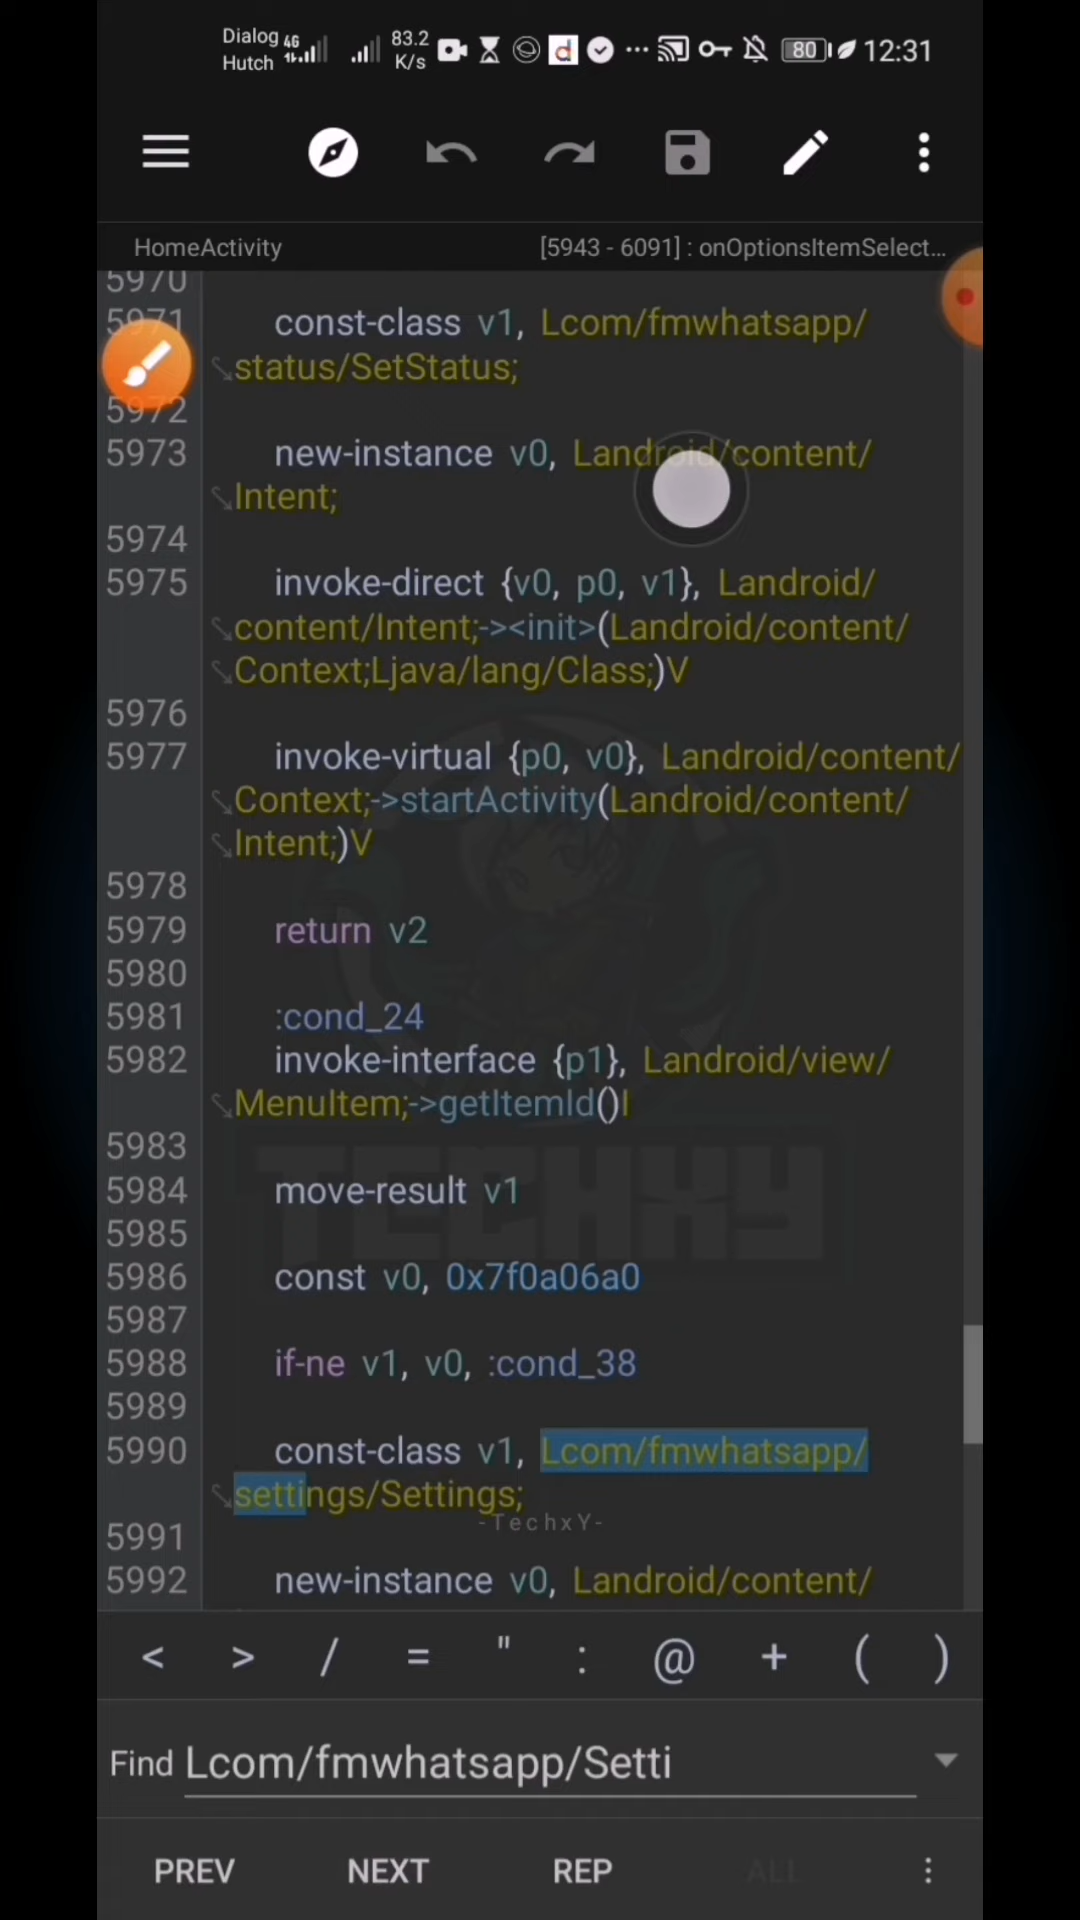 Dialog 4G 83.2
Hutch K/s 80 12:31
HomeActivity [5943 - 6091] : onOptionsItemSelect...
5970
5971 const-class v1, Lcom/fmwhatsapp/
status/SetStatus;
5972
5973 new-instance v0, Landroid/content/
Intent;
5974
5975 invoke-direct {v0, p0, v1}, Landroid/
content/Intent;-><init>(Landroid/content/
Context;Ljava/lang/Class;)V
5976
5977 invoke-virtual {p0, v0}, Landroid/content/
Context;->startActivity(Landroid/content/
Intent;)V
5978
5979 return v2
5980
5981 :cond_24
5982 invoke-interface {p1}, Landroid/view/
MenuItem;->getItemId()I
5983
TECHXY
5984 move-result v1
5985
5986 const v0, 0x7f0a06a0
5987
5988 if-ne v1, v0, :cond_38
5989
5990 const-class v1, Lcom/fmwhatsapp/
settings/Settings;
-TechxY-
5991
5992 new-instance v0, Landroid/content/
< > / = " : @ + ( )
Find Lcom/fmwhatsapp/Setti
PREV NEXT REP ALL